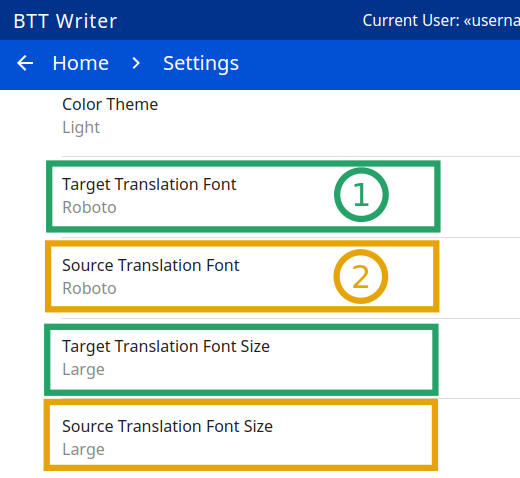 BTT Writer
Current User: «userna
Home > Settings
Color Theme
Light
Target Translation Font
Roboto
1
Source Translation Font
Roboto
2
Target Translation Font Size
Large
Source Translation Font Size
Large